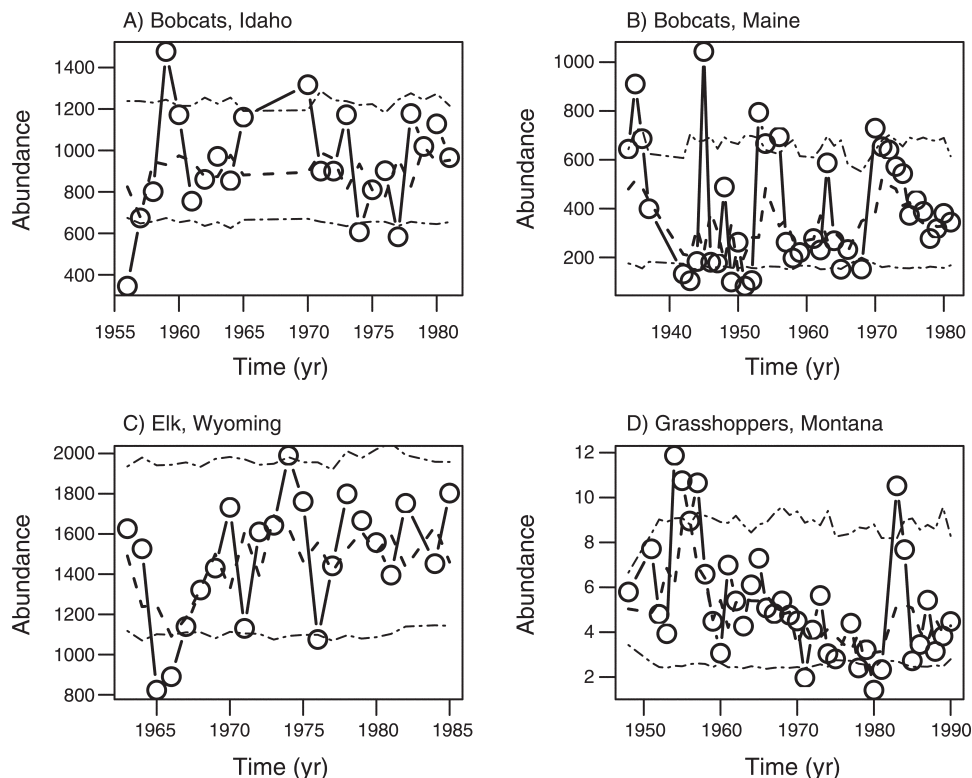 A) Bobcats, Idaho
Abundance
1400
1200
1000
800
600
400
1955 1960 1965 1970 1975 1980
Time (yr)
B) Bobcats, Maine
Abundance
1000
800
600
400
200
1940 1950 1960 1970 1980
Time (yr)
C) Elk, Wyoming
Abundance
2000
1800
1600
1400
1200
1000
800
1965 1970 1975 1980 1985
Time (yr)
D) Grasshoppers, Montana
Abundance
12
10
8
6
4
2
1950 1960 1970 1980 1990
Time (yr)